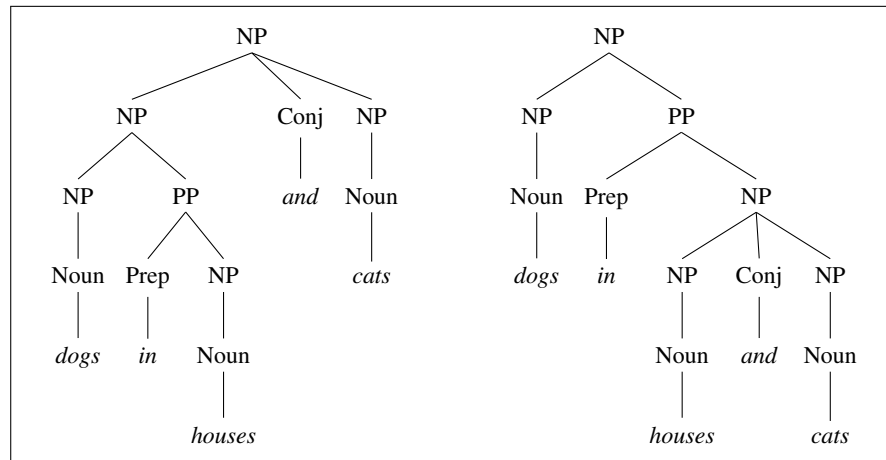 NP NP
NP Conj NP NP PP
NP PP and Noun Noun Prep NP
Noun Prep NP cats dogs in NP Conj NP
dogs in Noun Noun and Noun
houses houses cats